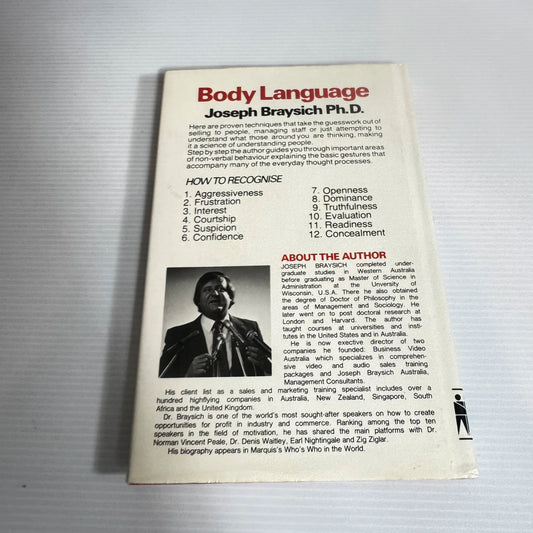 Body Language
Joseph Braysich Ph.D.
Here are proven techniques that take the guesswork out of
selling to people, managing staff or just attempting to
understand what those around you are thinking, making
it a science of understanding people.
Step by step the author guides you through important areas
of non-verbal behaviour explaining the basic gestures that
accompany many of the everyday thought processes.
HOW TO RECOGNISE
1. Aggressiveness
2. Frustration
3. Interest
4. Courtship
5. Suspicion
6. Confidence
7. Openness
8. Dominance
9. Truthfulness
10. Evaluation
11. Readiness
12. Concealment
ABOUT THE AUTHOR
JOSEPH BRAYSICH completed under-
graduate studies in Western Australia
before graduating as Master of Science in
Administration at the Unversity of
Wisconsin, U.S.A. There he also obtained
the degree of Doctor of Philosophy in the
areas of Management and Sociology. He
later went on to post doctoral research at
London and Harvard. The author has
taught courses at universities and insti-
tutes in the United States and in Australia.
He is now exective director of two
companies he founded: Business Video
Australia which specializes in comprehen-
sive video and audio sales training
packages and Joseph Braysich Australia,
Management Consultants.
His client list as a sales and marketing training specialist includes over a
hundred highflying companies in Australia, New Zealand, Singapore, South
Africa and the United Kingdom.
Dr. Braysich is one of the world's most sought-after speakers on how to create
opportunities for profit in industry and commerce. Ranking among the top ten
speakers in the field of motivation, he has shared the main platforms with Dr.
Norman Vincent Peale, Dr. Denis Waitley, Earl Nightingale and Zig Ziglar.
His biography appears in Marquis's Who's Who in the World.